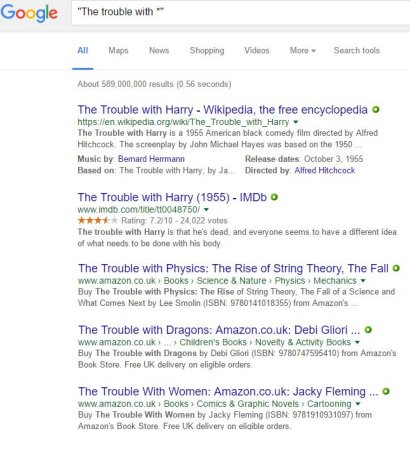 Google "The trouble with *"
All Maps News Shopping Videos More ▾ Search tools
About 589,000,000 results (0.56 seconds)
The Trouble with Harry - Wikipedia, the free encyclopedia
https://en.wikipedia.org/wiki/The_Trouble_with_Harry ▾
The Trouble with Harry is a 1955 American black comedy film directed by Alfred
Hitchcock. The screenplay by John Michael Hayes was based on the 1950 ...
Music by: Bernard Herrmann Release dates: October 3, 1955
Based on: The Trouble with Harry; by Ja... Directed by: Alfred Hitchcock
The Trouble with Harry (1955) - IMDb
www.imdb.com/title/tt0048750/ ▾
Rating: 7.2/10 - 24,022 votes
The trouble with Harry is that he's dead, and everyone seems to have a different idea
of what needs to be done with his body.
The Trouble with Physics: The Rise of String Theory, The Fall
www.amazon.co.uk › Books › Science & Nature › Physics › Mechanics ▾
Buy The Trouble with Physics: The Rise of String Theory, The Fall of a Science and
What Comes Next by Lee Smolin (ISBN: 9780141018355) from Amazon's ...
The Trouble with Dragons: Amazon.co.uk: Debi Gliori ...
www.amazon.co.uk › ... › Children's Books › Novelty & Activity Books ▾
Buy The Trouble with Dragons by Debi Gliori (ISBN: 9780747595410) from Amazon's
Book Store. Free UK delivery on eligible orders.
The Trouble With Women: Amazon.co.uk: Jacky Fleming ...
www.amazon.co.uk › Books › Comics & Graphic Novels › Cartooning ▾
Buy The Trouble With Women by Jacky Fleming (ISBN: 9781910931097) from
Amazon's Book Store. Free UK delivery on eligible orders.